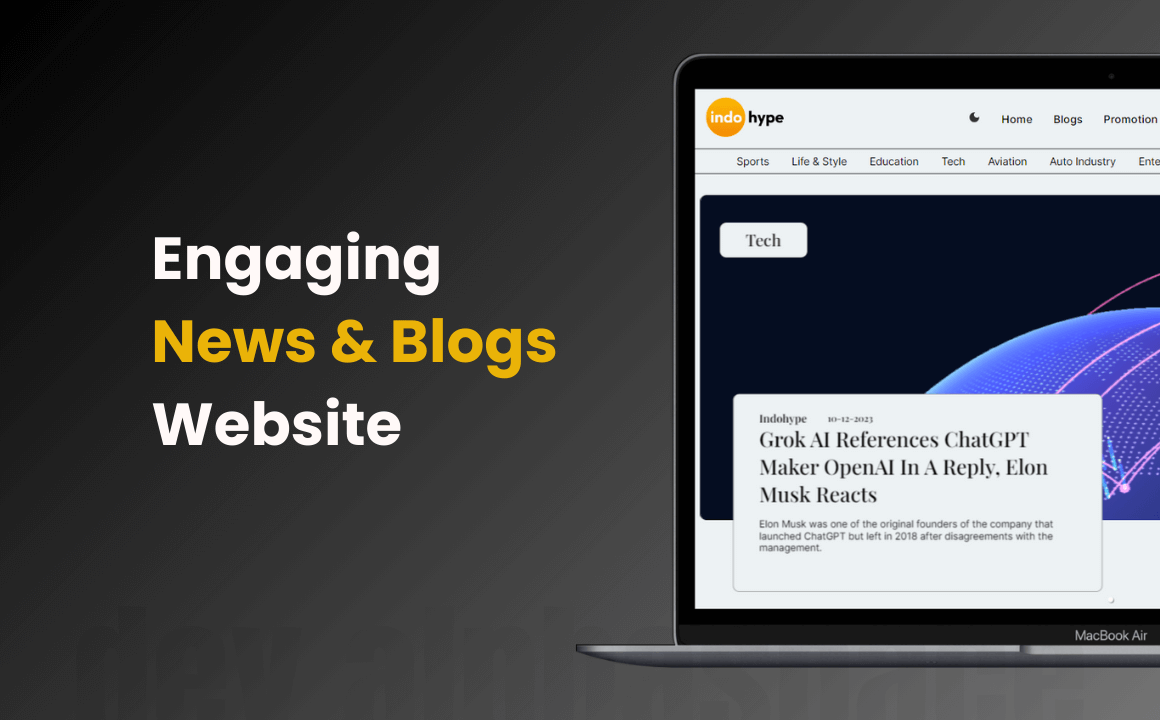 Engaging
News & Blogs
Website
indo hype
Home Blogs Promotion
Sports Life & Style Education Tech Aviation Auto Industry Ente
Tech
Indohype 10-12-2023
Grok AI References ChatGPT
Maker OpenAI In A Reply, Elon
Musk Reacts
Elon Musk was one of the original founders of the company that
launched ChatGPT but left in 2018 after disagreements with the
management.
MacBook Air